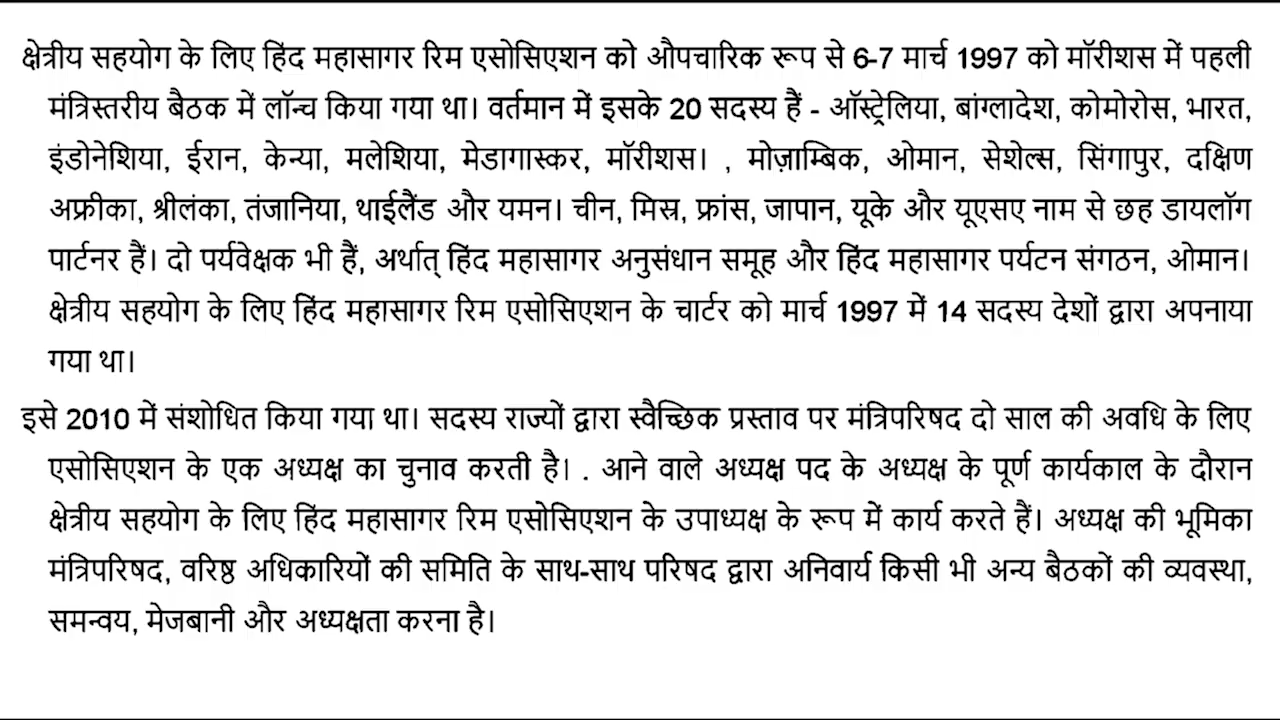 क्षेत्रीय सहयोग के लिए हिंद महासागर रिम एसोसिएशन को औपचारिक रूप से 6-7 मार्च 1997 को मॉरीशस में पहली
मंत्रिस्तरीय बैठक में लॉन्च किया गया था। वर्तमान में इसके 20 सदस्य हैं - ऑस्ट्रेलिया, बांग्लादेश, कोमोरोस, भारत,
इंडोनेशिया, ईरान, केन्या, मलेशिया, मेडागास्कर, मॉरीशस। , मोज़ाम्बिक, ओमान, सेशेल्स, सिंगापुर, दक्षिण
अफ्रीका, श्रीलंका, तंजानिया, थाईलैंड और यमन। चीन, मिस्र, फ्रांस, जापान, यूके और यूएसए नाम से छह डायलॉग
पार्टनर हैं। दो पर्यवेक्षक भी हैं, अर्थात् हिंद महासागर अनुसंधान समूह और हिंद महासागर पर्यटन संगठन, ओमान।
क्षेत्रीय सहयोग के लिए हिंद महासागर रिम एसोसिएशन के चार्टर को मार्च 1997 में 14 सदस्य देशों द्वारा अपनाया
गया था।
इसे 2010 में संशोधित किया गया था। सदस्य राज्यों द्वारा स्वैच्छिक प्रस्ताव पर मंत्रिपरिषद दो साल की अवधि के लिए
एसोसिएशन के एक अध्यक्ष का चुनाव करती है। . आने वाले अध्यक्ष पद के अध्यक्ष के पूर्ण कार्यकाल के दौरान
क्षेत्रीय सहयोग के लिए हिंद महासागर रिम एसोसिएशन के उपाध्यक्ष के रूप में कार्य करते हैं। अध्यक्ष की भूमिका
मंत्रिपरिषद, वरिष्ठ अधिकारियों की समिति के साथ-साथ परिषद द्वारा अनिवार्य किसी भी अन्य बैठकों की व्यवस्था,
समन्वय, मेजबानी और अध्यक्षता करना है।